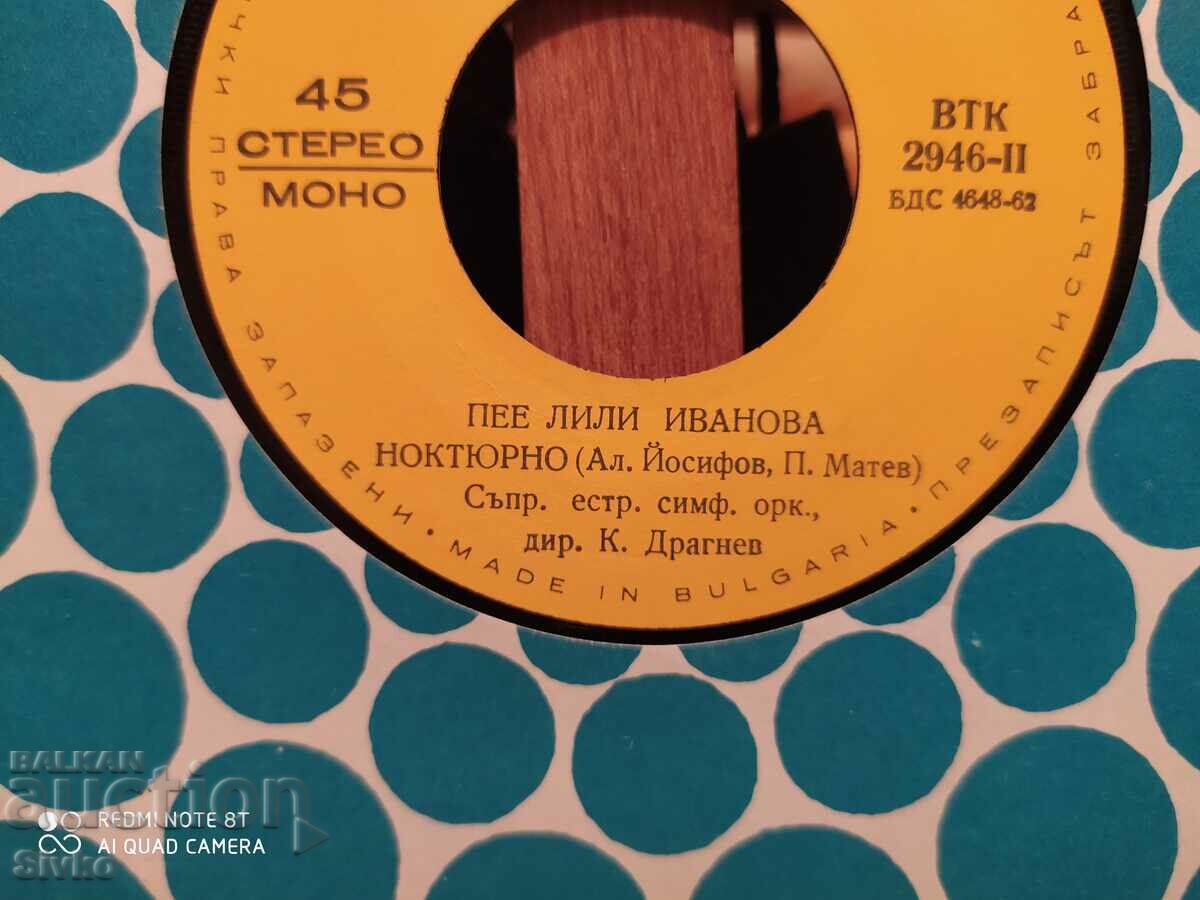 45
СТЕРЕО
МОНО
ВТК
2946-II
БДС 4648-62
ПЕЕ ЛИЛИ ИВАНОВА
НОКТЮРНО (Ал. Йосифов, П. Матев)
Съпр. естр. симф. орк.,
дир. К. Драгнев
ПРАВА ЗАПАЗЕНИ · MADE IN BULGARIA · ПРЕЗАПИСЪТ
BALKAN
auction
REDMI NOTE 8T
AI QUAD CAMERA
Sivko